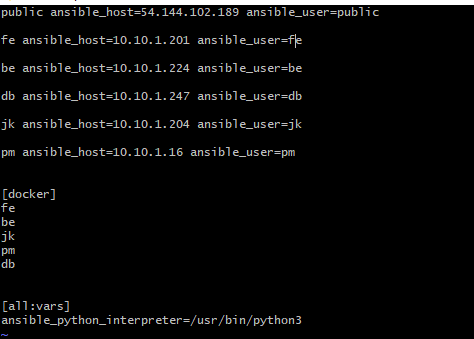 public ansible_host=54.144.102.189 ansible_user=public
fe ansible_host=10.10.1.201 ansible_user=fe
be ansible_host=10.10.1.224 ansible_user=be
db ansible_host=10.10.1.247 ansible_user=db
jk ansible_host=10.10.1.204 ansible_user=jk
pm ansible_host=10.10.1.16 ansible_user=pm
[docker]
fe
be
jk
pm
db
[all:vars]
ansible_python_interpreter=/usr/bin/python3
~